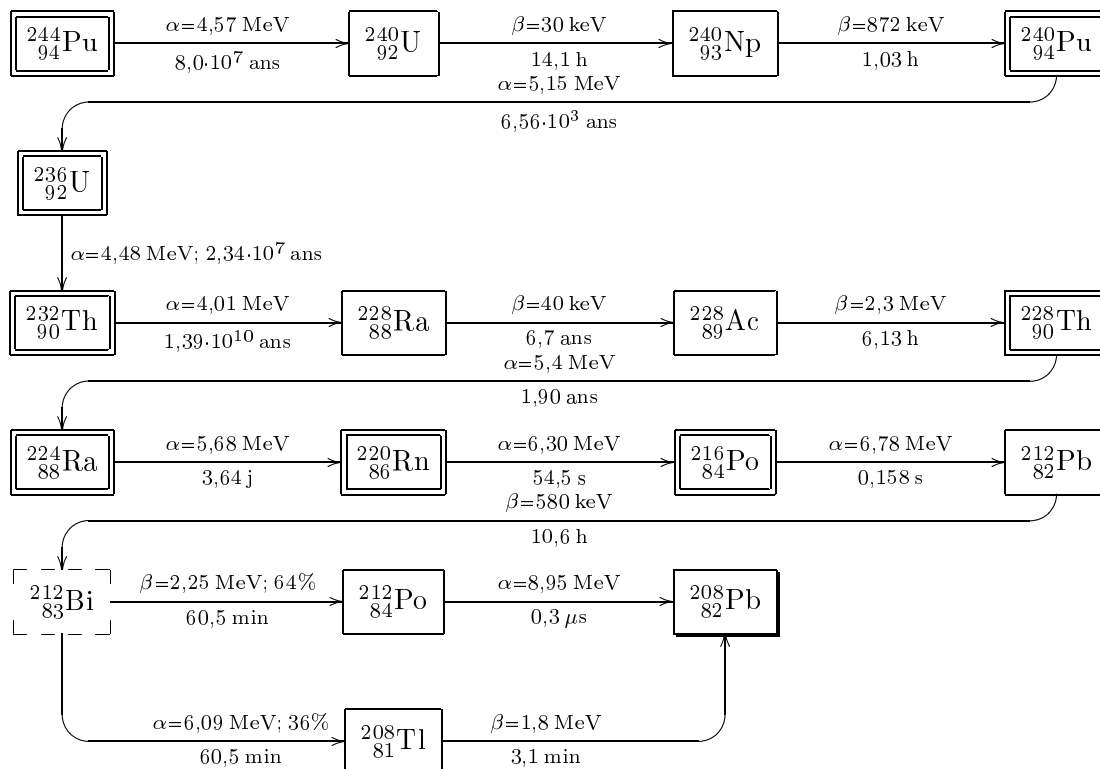 α=4,57 MeV β=30 keV β=872 keV
²⁴⁴₉₄Pu ²⁴⁰₉₂U ²⁴⁰₉₃Np ²⁴⁰₉₄Pu
8,0·10⁷ ans 14,1 h 1,03 h
α=5,15 MeV
6,56·10³ ans
²³⁶₉₂U
α=4,48 MeV; 2,34·10⁷ ans
α=4,01 MeV β=40 keV β=2,3 MeV
²³²₉₀Th ²²⁸₈₈Ra ²²⁸₈₉Ac ²²⁸₉₀Th
1,39·10¹⁰ ans 6,7 ans 6,13 h
α=5,4 MeV
1,90 ans
α=5,68 MeV α=6,30 MeV α=6,78 MeV
²²⁴₈₈Ra ²²⁰₈₆Rn ²¹⁶₈₄Po ²¹²₈₂Pb
3,64 j 54,5 s 0,158 s
β=580 keV
10,6 h
β=2,25 MeV; 64% α=8,95 MeV
²¹²₈₃Bi ²¹²₈₄Po ²⁰⁸₈₂Pb
60,5 min 0,3 μs
α=6,09 MeV; 36% β=1,8 MeV
²⁰⁸₈₁Tl
60,5 min 3,1 min